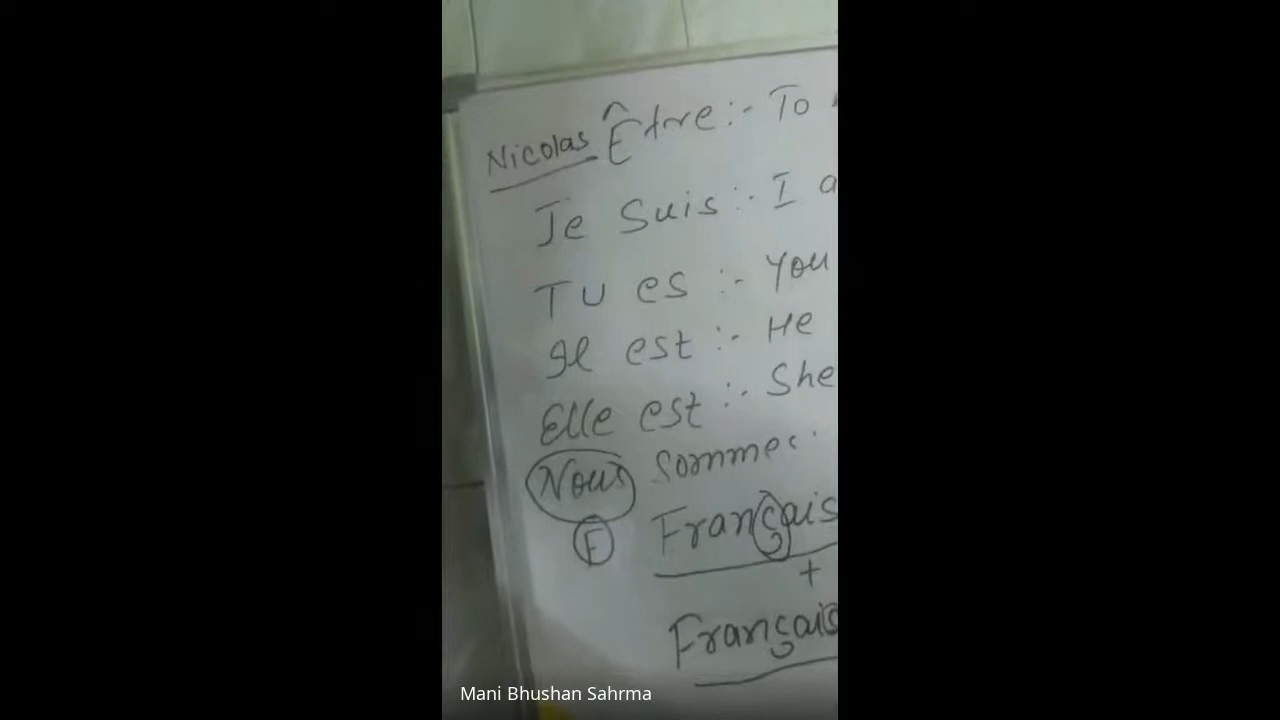 Nicolas Être :- To
Je Suis :- I a
Tu es :- You
Il est :- He
Elle est :- She
Nous sommes
F Français
+
Français
Mani Bhushan Sahrma